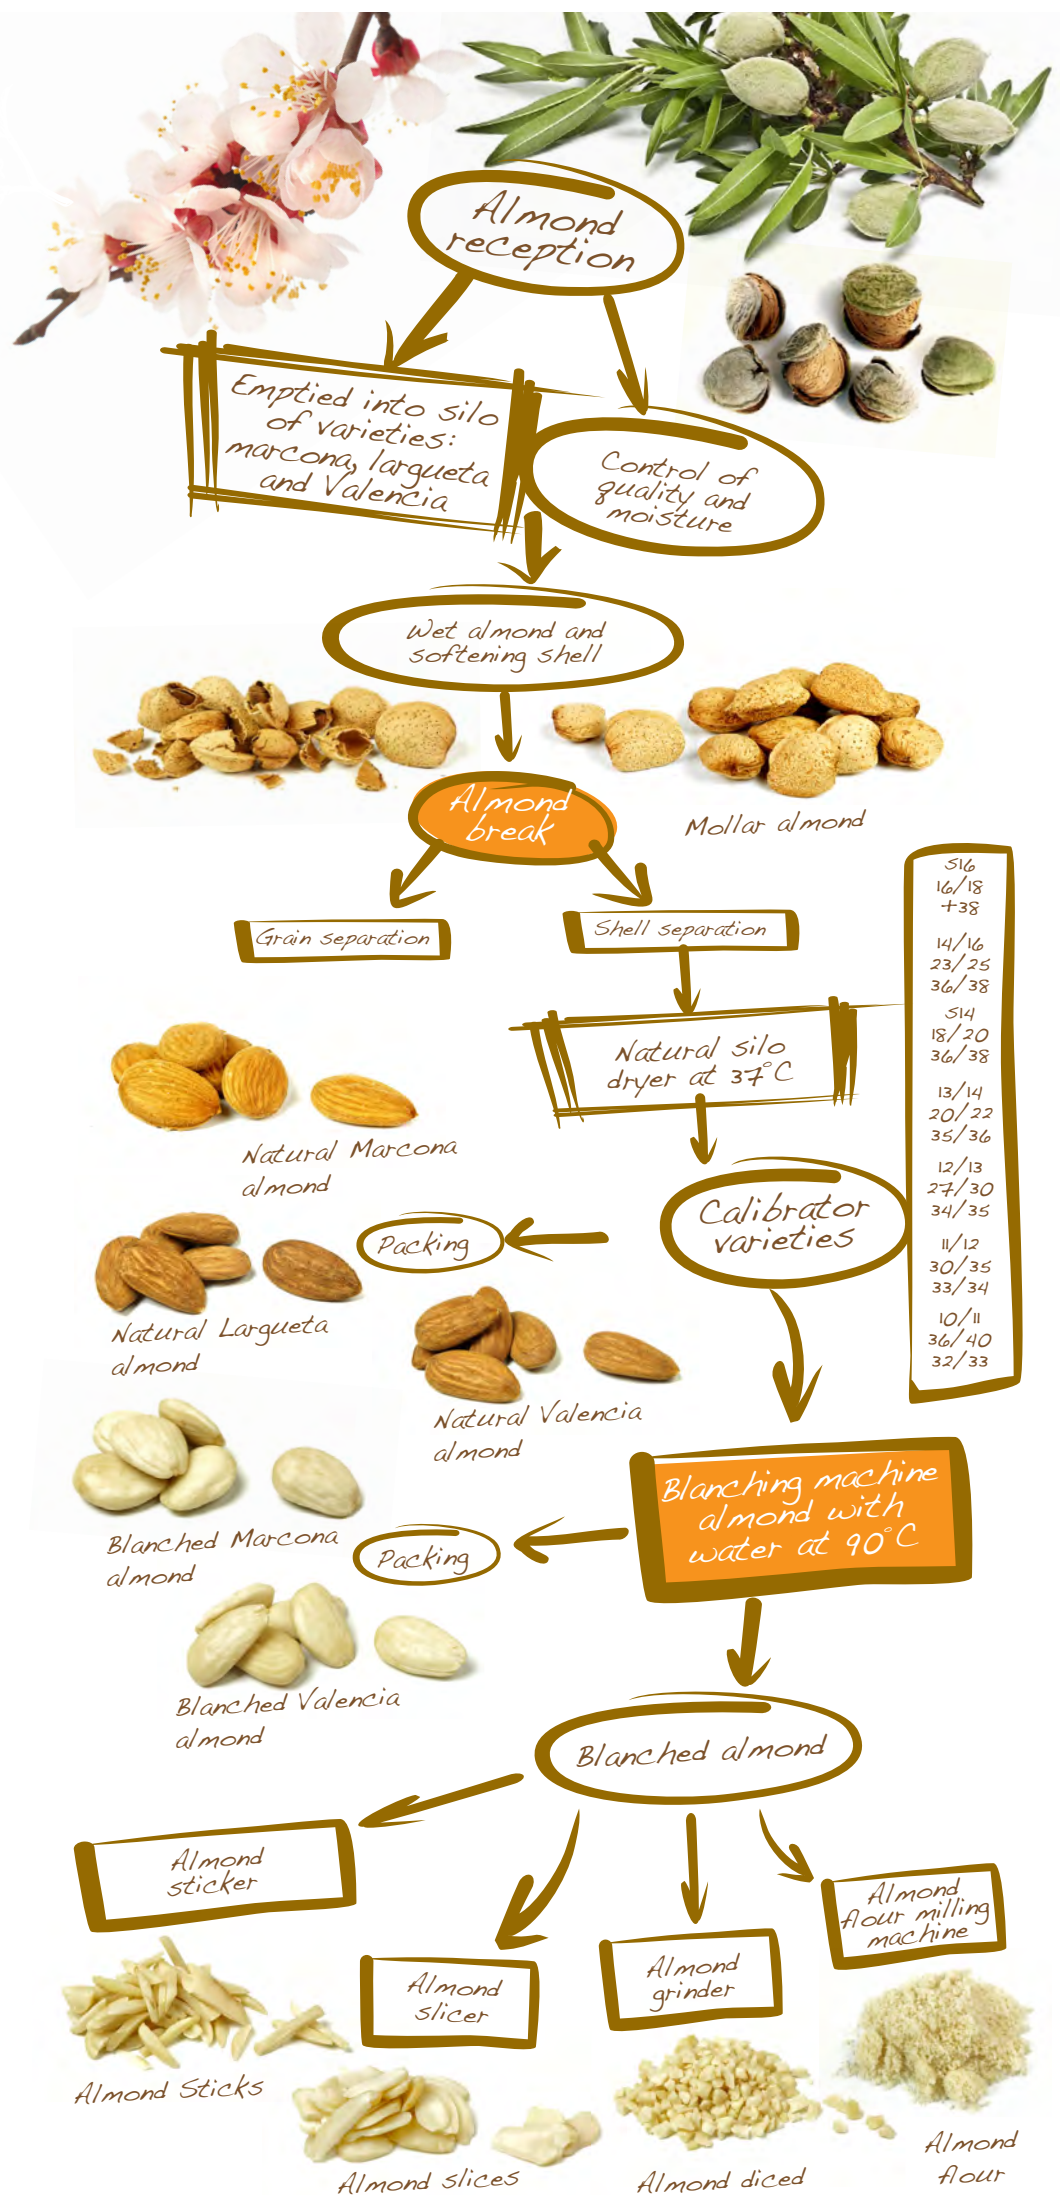 Almond
reception
Emptied into silo
of varieties:
marcona, largueta
and Valencia
Control of
quality and
moisture
Wet almond and
softening shell
Almond
break
Mollar almond
Grain separation
Shell separation
Natural silo
dryer at 37°C
Calibrator
varieties
S16
16/18
+38
14/16
23/25
36/38
S14
18/20
36/38
13/14
20/22
35/36
12/13
27/30
34/35
11/12
30/35
33/34
10/11
36/40
32/33
Natural Marcona
almond
Packing
Natural Largueta
almond
Natural Valencia
almond
Blanching machine
almond with
water at 90°C
Blanched Marcona
almond
Packing
Blanched Valencia
almond
Blanched almond
Almond
sticker
Almond
slicer
Almond
grinder
Almond
flour milling
machine
Almond Sticks
Almond slices
Almond diced
Almond
flour